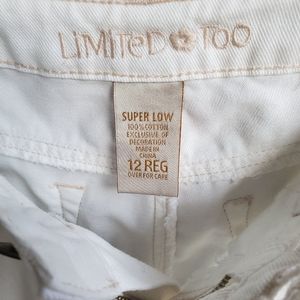 LiMiTeD TOO
SUPER LOW
100% COTTON
EXCLUSIVE OF
DECORATION
MADE IN
CHINA
12 REG
OVER FOR CARE